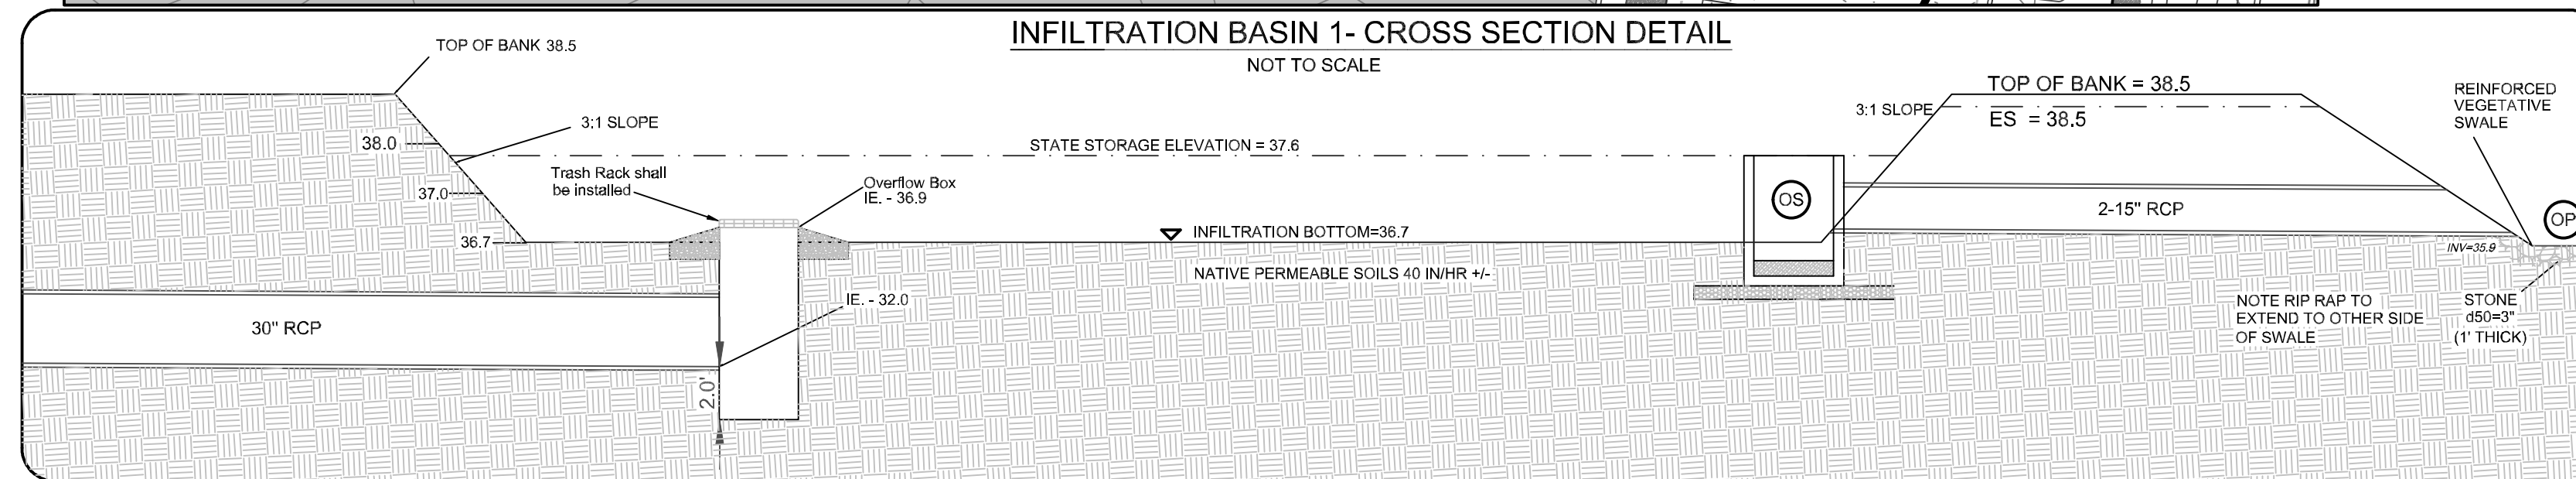 INFILTRATION BASIN 1- CROSS SECTION DETAIL
NOT TO SCALE
TOP OF BANK 38.5
3:1 SLOPE
38.0
37.0
36.7
Trash Rack shall
be installed
Overflow Box
IE. - 36.9
STATE STORAGE ELEVATION = 37.6
INFILTRATION BOTTOM=36.7
NATIVE PERMEABLE SOILS 40 IN/HR +/-
IE. - 32.0
30" RCP
2.0'
OS
3:1 SLOPE
TOP OF BANK = 38.5
ES = 38.5
2-15" RCP
REINFORCED
VEGETATIVE
SWALE
OP
INV=35.9
NOTE RIP RAP TO
EXTEND TO OTHER SIDE
OF SWALE
STONE
d50=3"
(1' THICK)